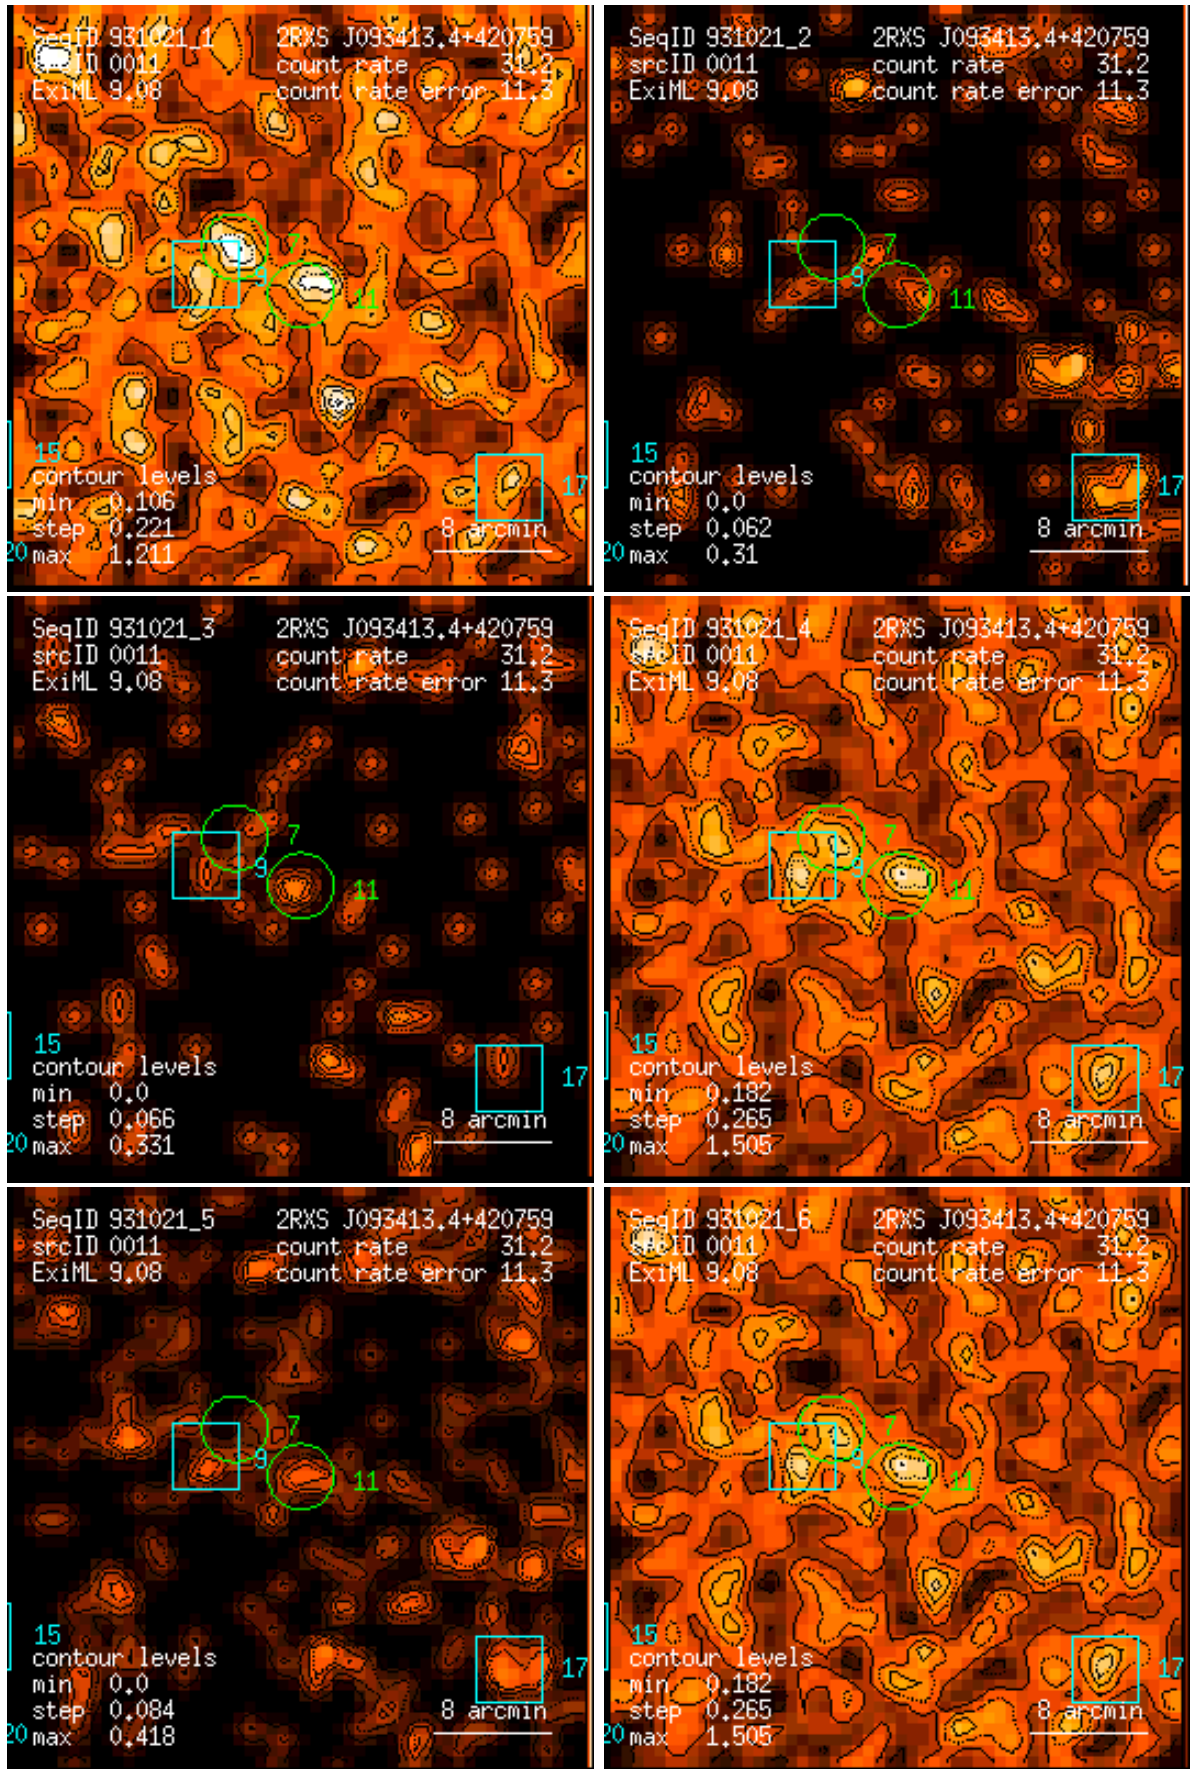 SeqID 931021_1 2RXS J093413.4+420759
srcID 0011 count rate 31.2
ExiML 9.08 count rate error 11.3
7
9
11
15
contour levels
17
min 0.106
step 0.221 8 arcmin
20 max 1.211
SeqID 931021_2 2RXS J093413.4+420759
srcID 0011 count rate 31.2
ExiML 9.08 count rate error 11.3
7
9
11
15
contour levels
17
min 0.0
step 0.062 8 arcmin
20 max 0.31
SeqID 931021_3 2RXS J093413.4+420759
srcID 0011 count rate 31.2
ExiML 9.08 count rate error 11.3
7
9
11
15
contour levels
17
min 0.0
step 0.066 8 arcmin
20 max 0.331
SeqID 931021_4 2RXS J093413.4+420759
srcID 0011 count rate 31.2
ExiML 9.08 count rate error 11.3
7
9
11
15
contour levels
17
min 0.182
step 0.265 8 arcmin
20 max 1.505
SeqID 931021_5 2RXS J093413.4+420759
srcID 0011 count rate 31.2
ExiML 9.08 count rate error 11.3
7
9
11
15
contour levels
17
min 0.0
step 0.084 8 arcmin
20 max 0.418
SeqID 931021_6 2RXS J093413.4+420759
srcID 0011 count rate 31.2
ExiML 9.08 count rate error 11.3
7
9
11
15
contour levels
17
min 0.182
step 0.265 8 arcmin
20 max 1.505